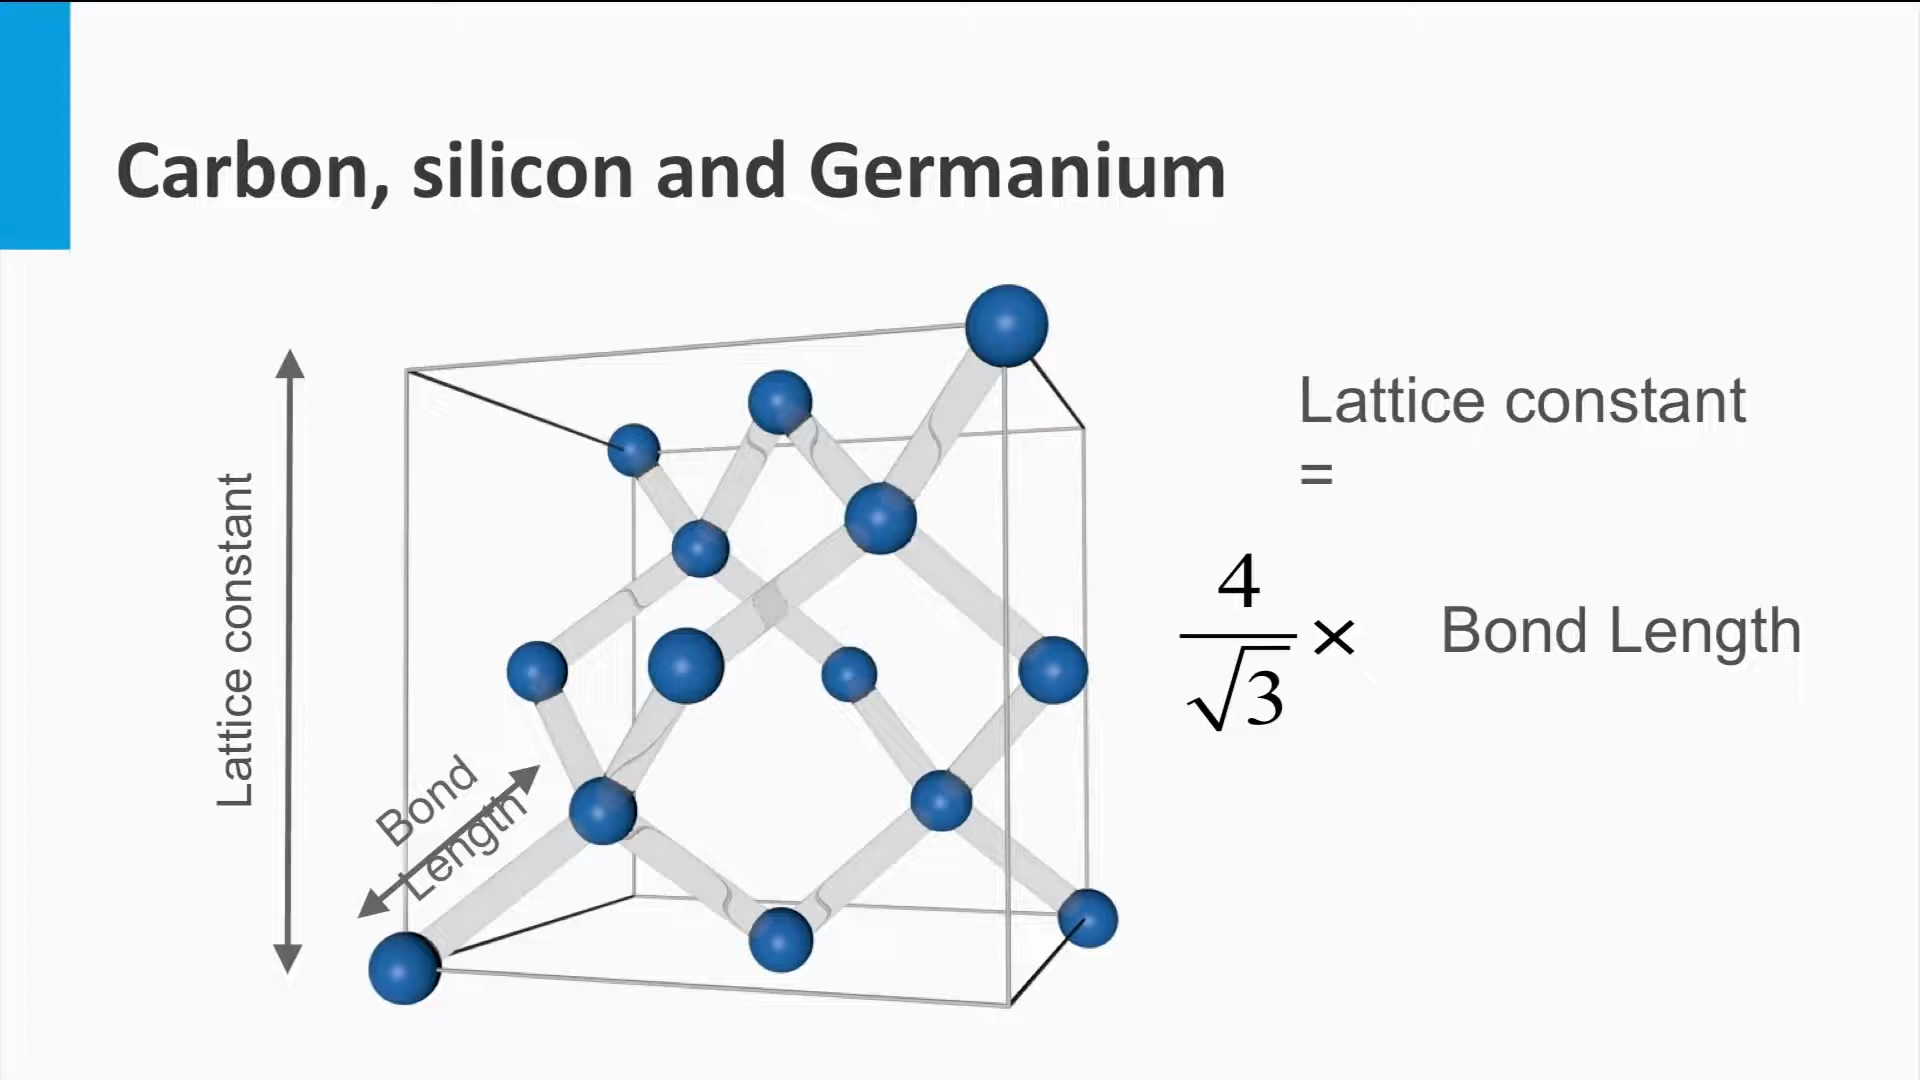 Carbon, silicon and Germanium
Lattice constant
Bond
Length
Lattice constant
=
4
√3
× Bond Length